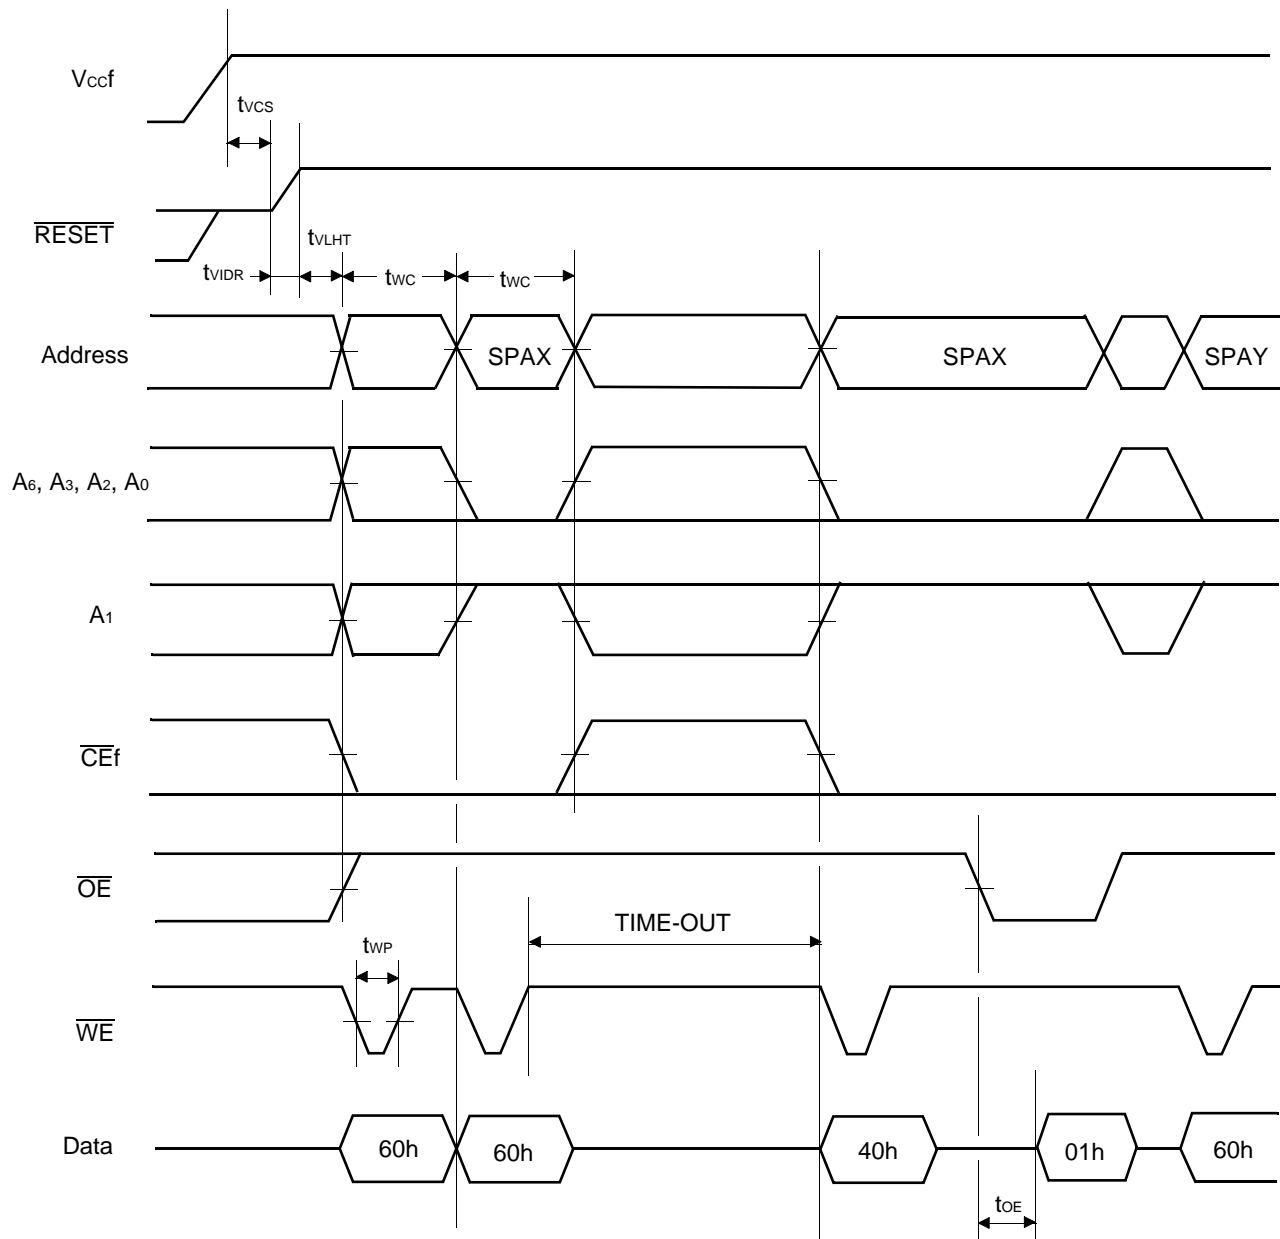 VCCf
tVCS
RESET
tVLHT
tVIDR
tWC
tWC
Address
SPAX
SPAX
SPAY
A6, A3, A2, A0
A1
CEf
OE
TIME-OUT
tWP
WE
Data
60h
60h
40h
01h
60h
tOE